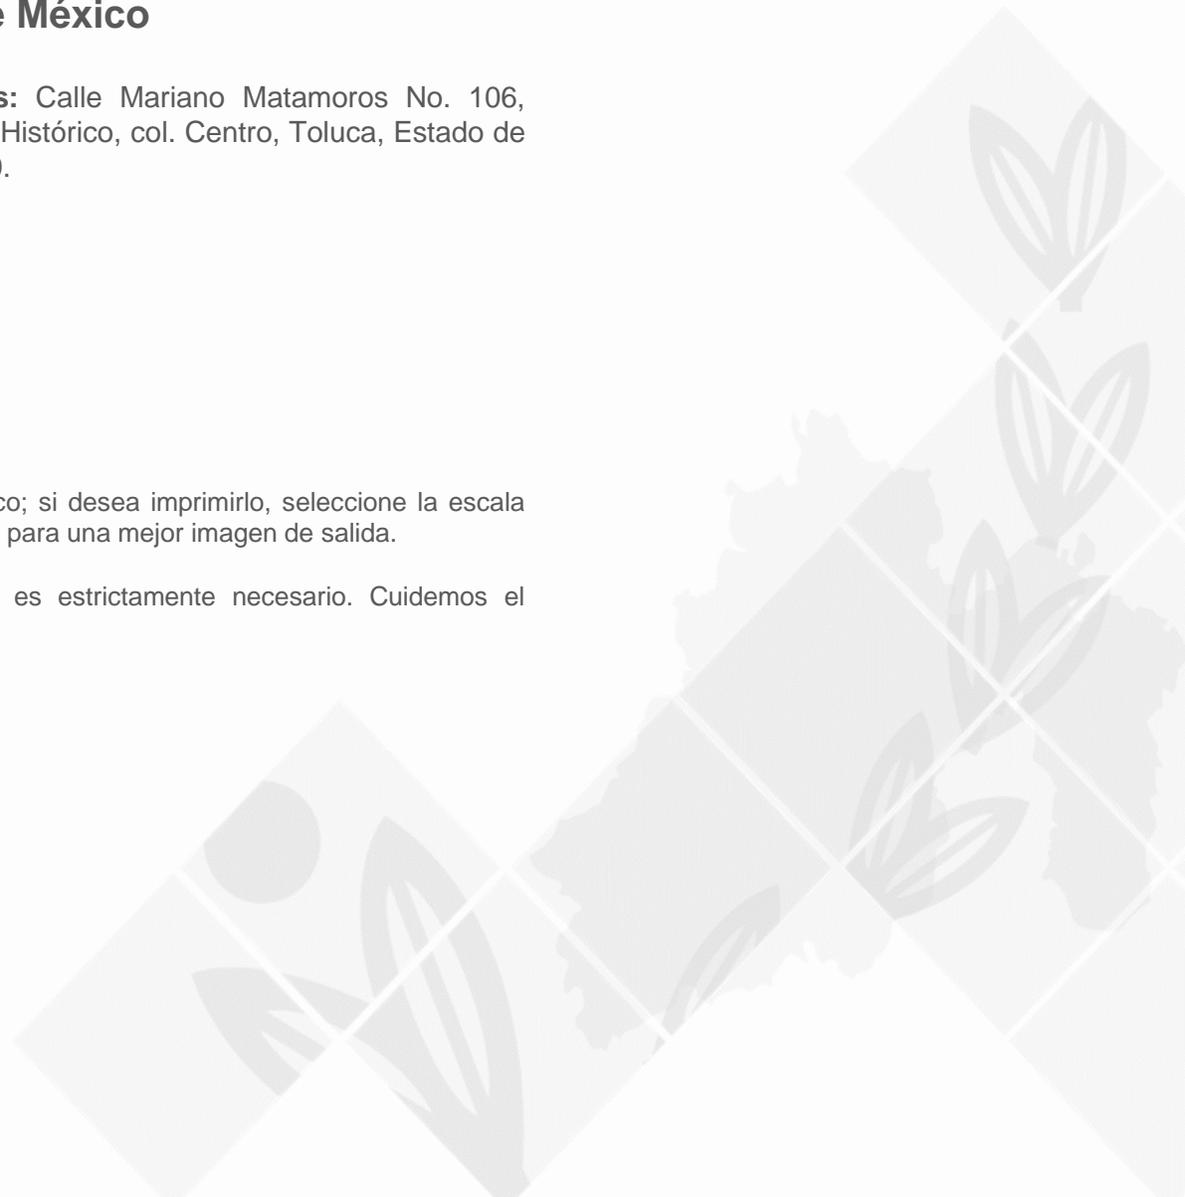 e México
s: Calle Mariano Matamoros No. 106,
Histórico, col. Centro, Toluca, Estado de
0.
co; si desea imprimirlo, seleccione la escala
para una mejor imagen de salida.
es estrictamente necesario. Cuidemos el